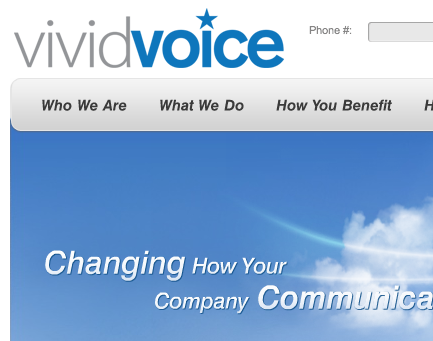 vividvoice
Phone #:
Who We Are What We Do How You Benefit H
Changing How Your
Company Communica